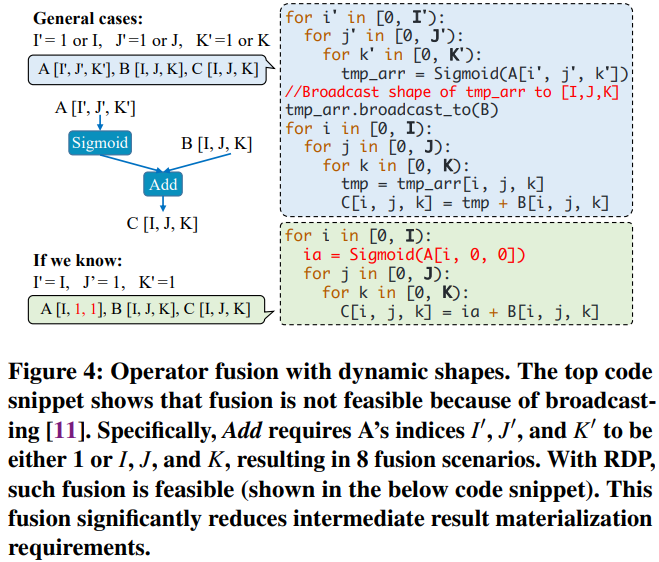 General cases:
I'= 1 or I, J'=1 or J, K'=1 or K
A [I', J', K'], B [I, J, K], C [I, J, K]
A [I', J', K']
Sigmoid
B [I, J, K]
Add
C [I, J, K]
If we know:
I'= I, J’= 1, K'=1
A [I, 1, 1], B [I, J, K], C [I, J, K]
for i' in [0, I'):
for j' in [0, J'):
for k' in [0, K'):
tmp_arr = Sigmoid(A[i', j', k'])
//Broadcast shape of tmp_arr to [I,J,K]
tmp_arr.broadcast_to(B)
for i in [0, I):
for j in [0, J):
for k in [0, K):
tmp = tmp_arr[i, j, k]
C[i, j, k] = tmp + B[i, j, k]
for i in [0, I):
ia = Sigmoid(A[i, 0, 0])
for j in [0, J):
for k in [0, K):
C[i, j, k] = ia + B[i, j, k]
Figure 4: Operator fusion with dynamic shapes. The top code
snippet shows that fusion is not feasible because of broadcast-
ing [11]. Specifically, Add requires A’s indices I′, J′, and K′ to be
either 1 or I, J, and K, resulting in 8 fusion scenarios. With RDP,
such fusion is feasible (shown in the below code snippet). This
fusion significantly reduces intermediate result materialization
requirements.